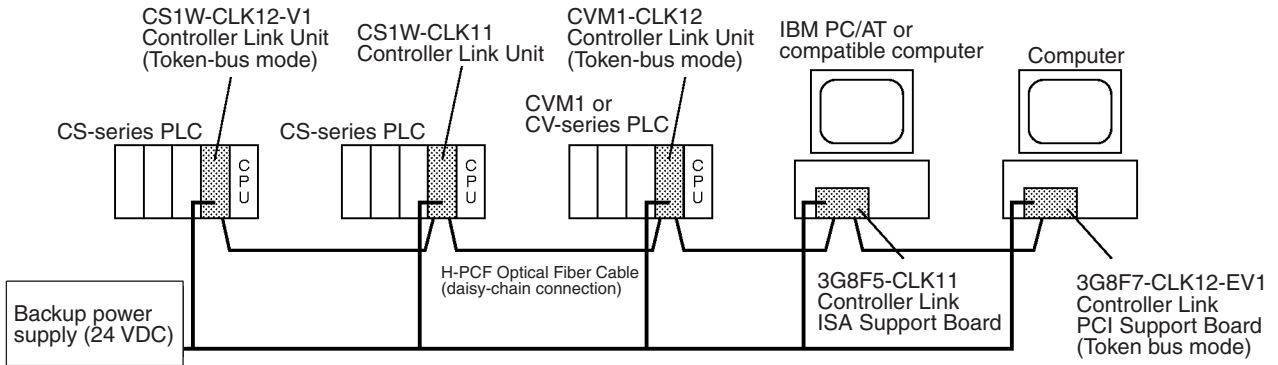 CS1W-CLK12-V1
Controller Link Unit
(Token-bus mode)
CS1W-CLK11
Controller Link Unit
CVM1-CLK12
Controller Link Unit
(Token-bus mode)
IBM PC/AT or
compatible computer
Computer
CS-series PLC
CS-series PLC
CVM1 or
CV-series PLC
CPU
CPU
CPU
H-PCF Optical Fiber Cable
(daisy-chain connection)
3G8F5-CLK11
Controller Link
ISA Support Board
3G8F7-CLK12-EV1
Controller Link
PCI Support Board
(Token bus mode)
Backup power
supply (24 VDC)